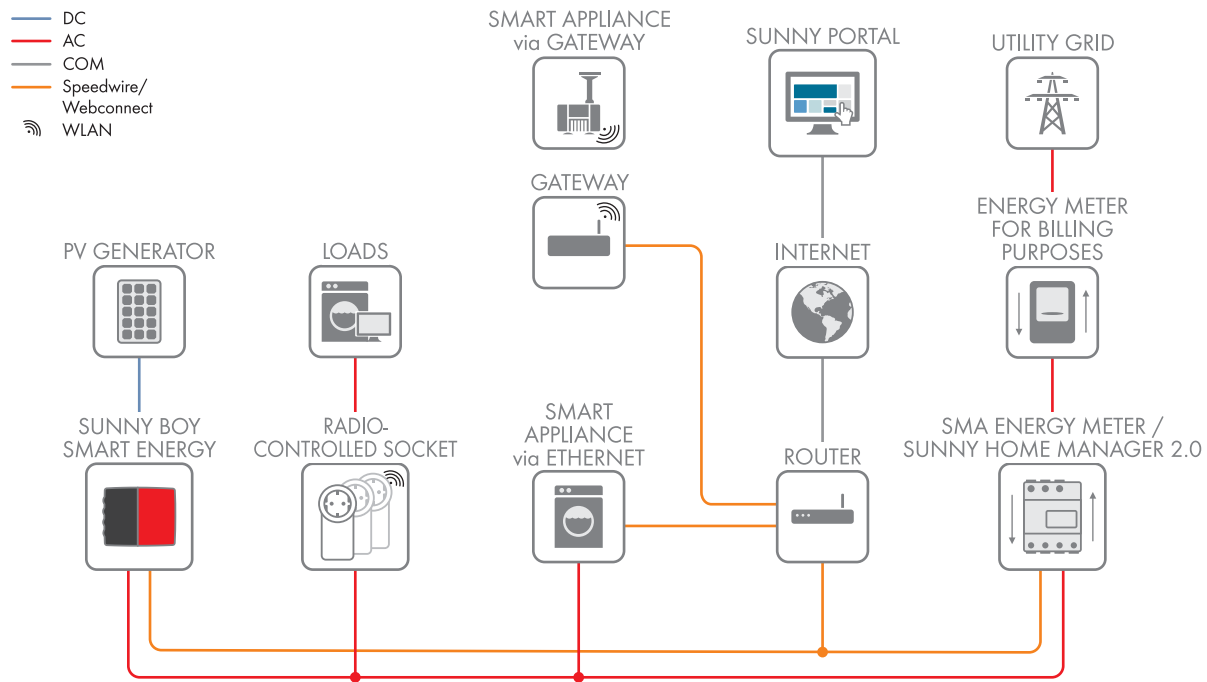 DC
AC
COM
Speedwire/
Webconnect
WLAN
SMART APPLIANCE
via GATEWAY
SUNNY PORTAL
UTILITY GRID
GATEWAY
ENERGY METER
FOR BILLING
PURPOSES
PV GENERATOR
LOADS
INTERNET
SUNNY BOY
SMART ENERGY
RADIO-
CONTROLLED SOCKET
SMART
APPLIANCE
via ETHERNET
ROUTER
SMA ENERGY METER /
SUNNY HOME MANAGER 2.0